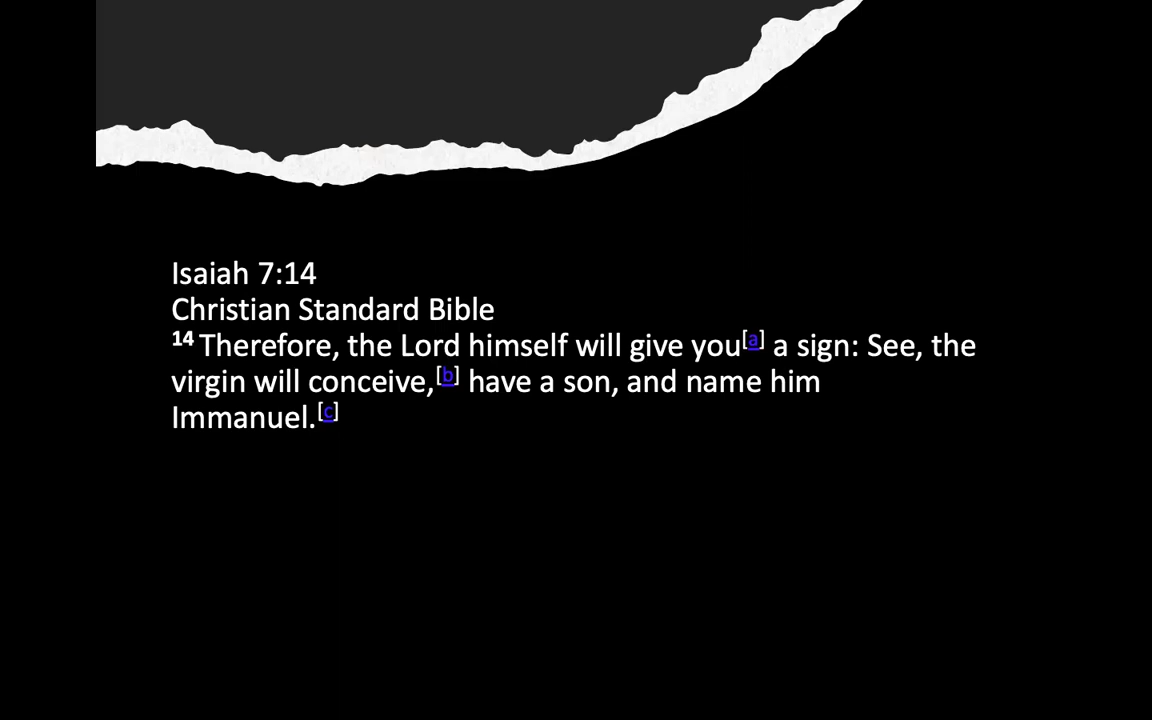 Isaiah 7:14
Christian Standard Bible
14 Therefore, the Lord himself will give you[a] a sign: See, the
virgin will conceive,[b] have a son, and name him
Immanuel.[c]